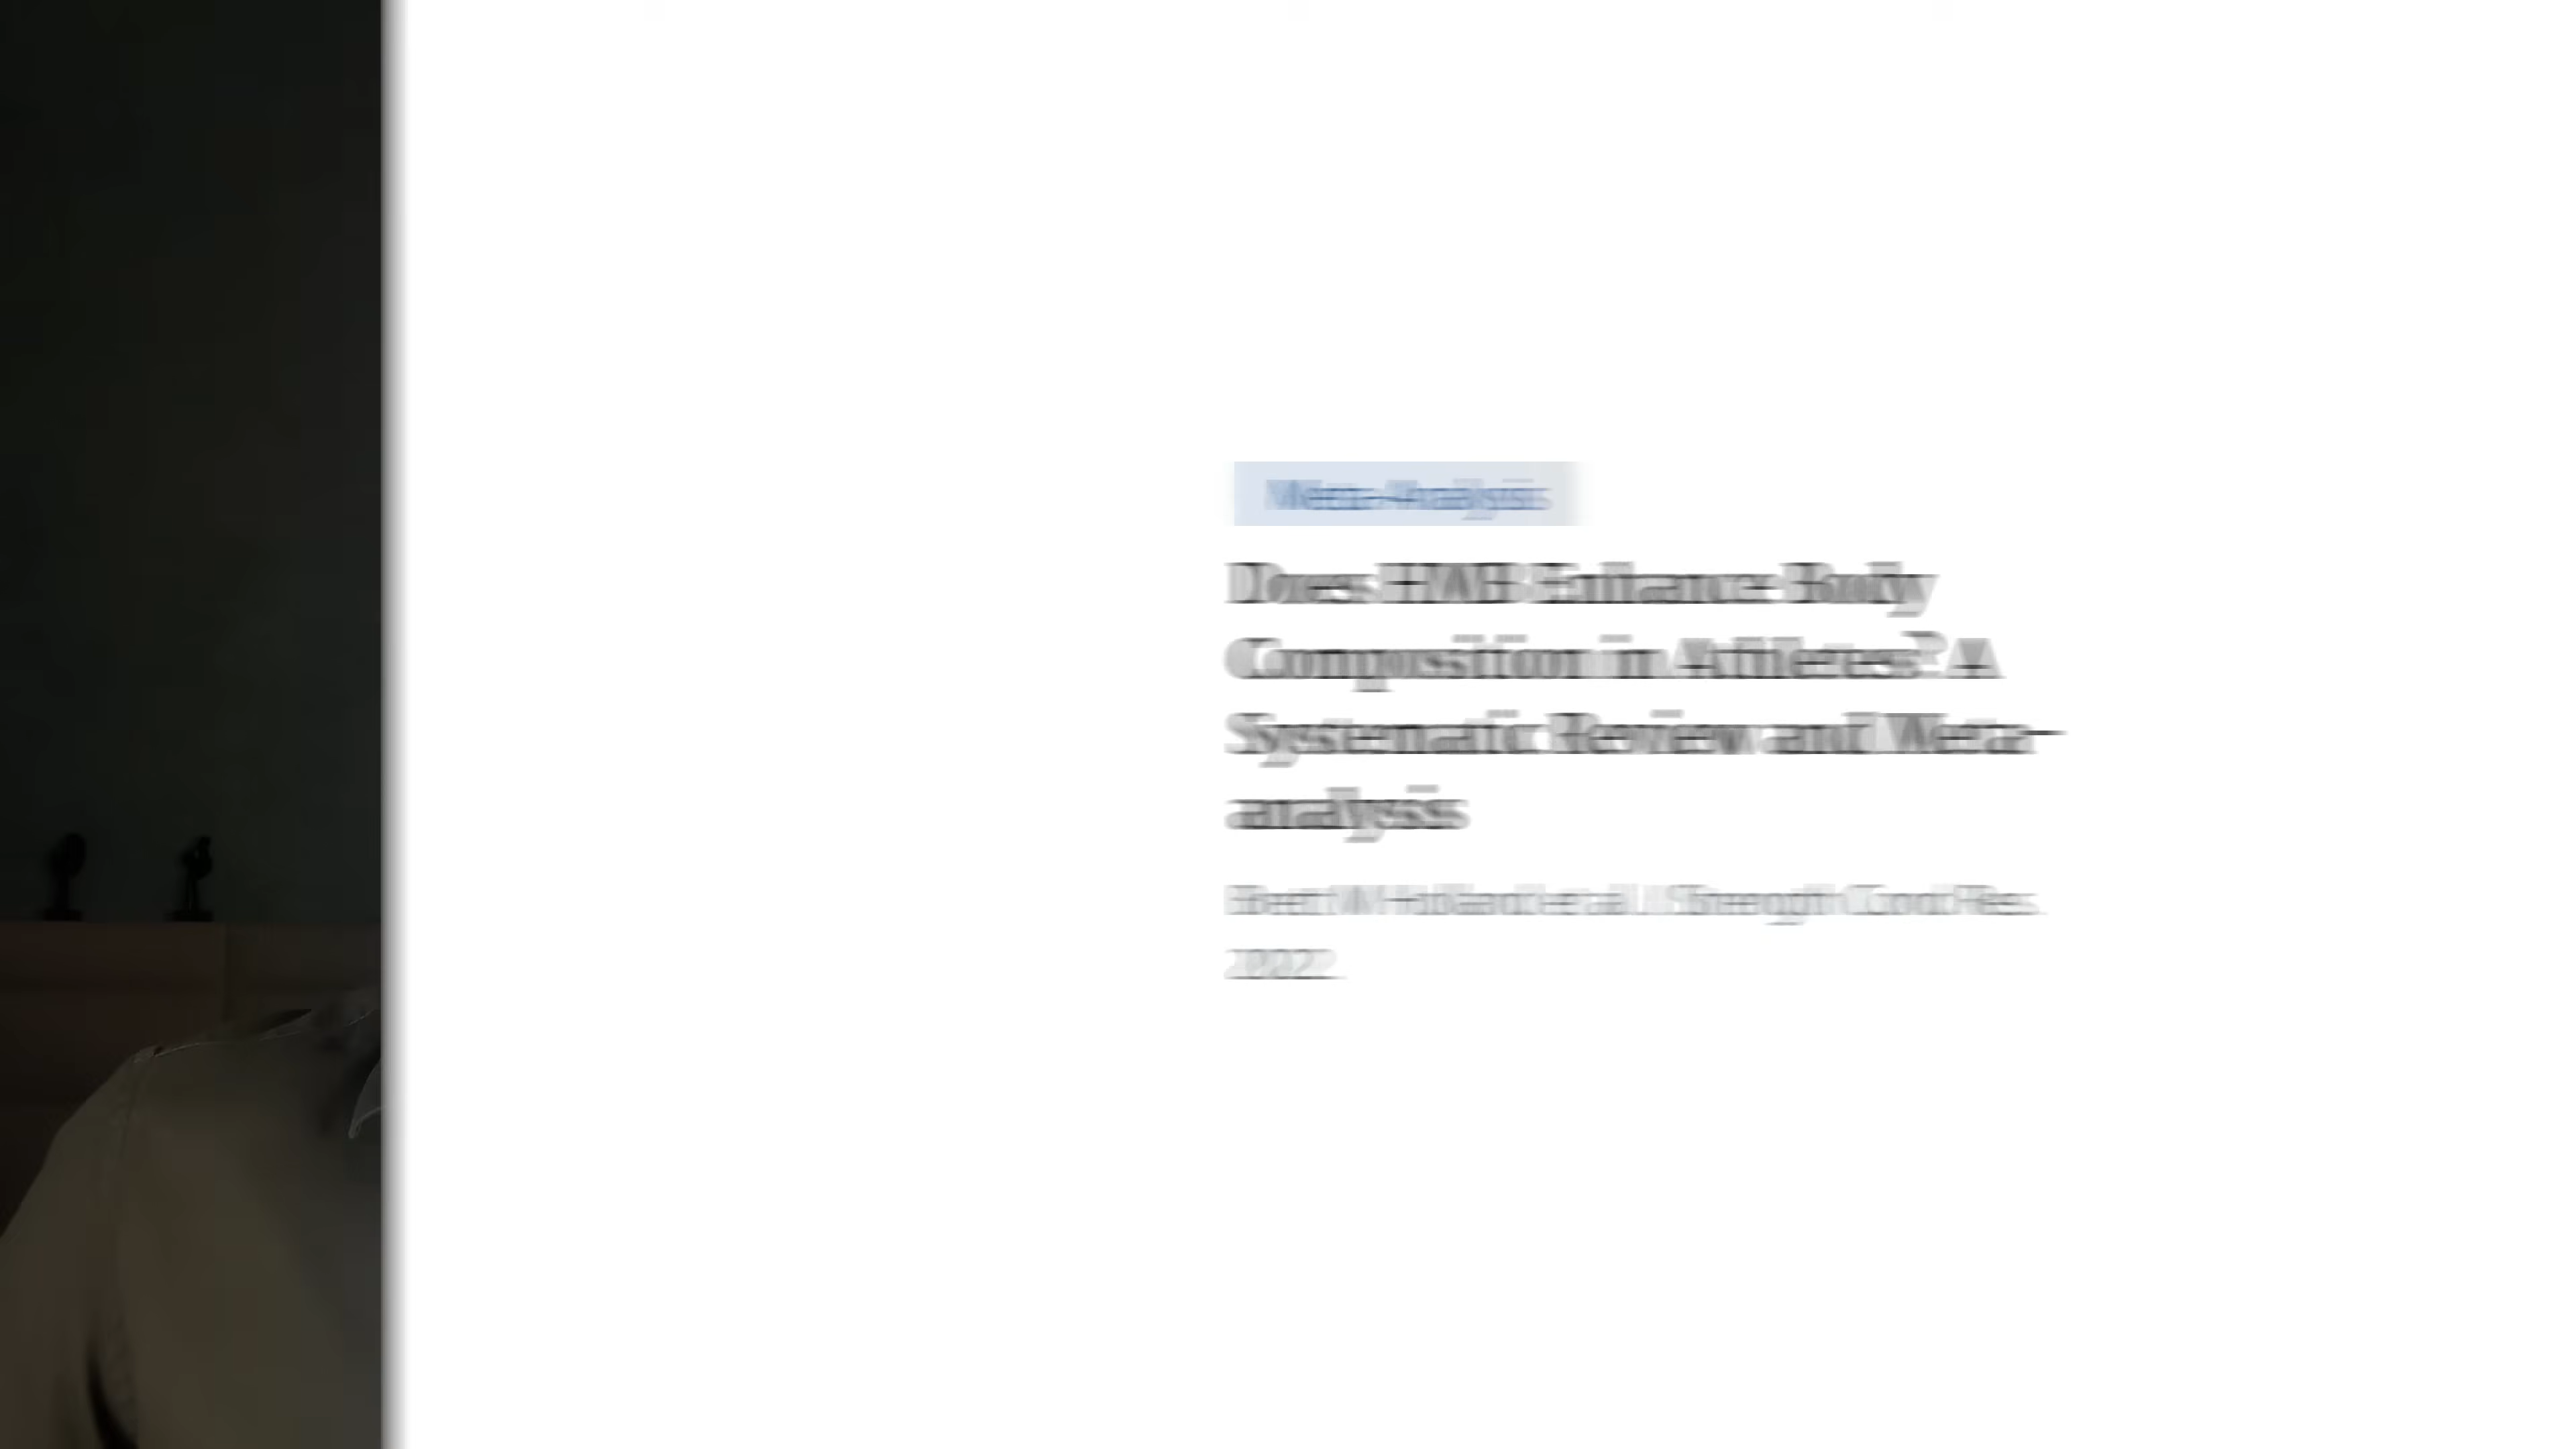 Meta-Analysis
Does HMB Enhance Body
Composition in Athletes? A
Systematic Review and Meta-
analysis
et al. J Strength Cond Res.
2022.